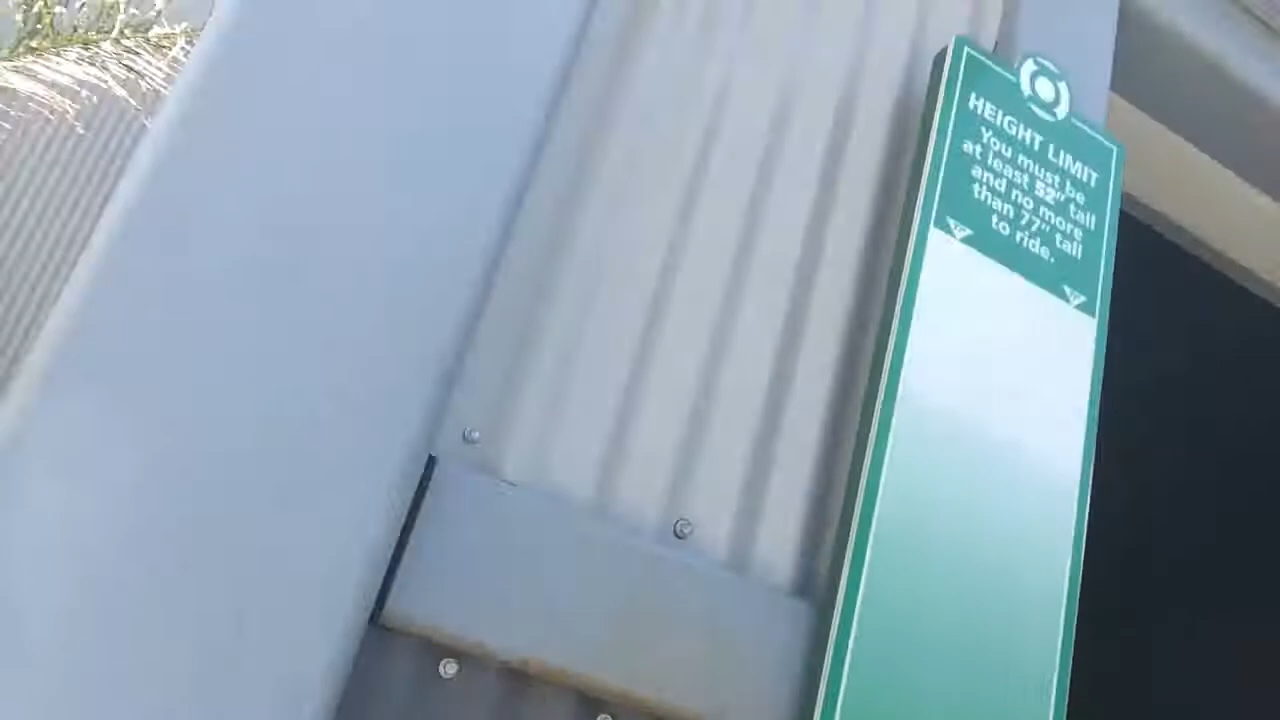 HEIGHT LIMIT
You must be
at least 52" tall
and no more
than 77" tall
to ride.